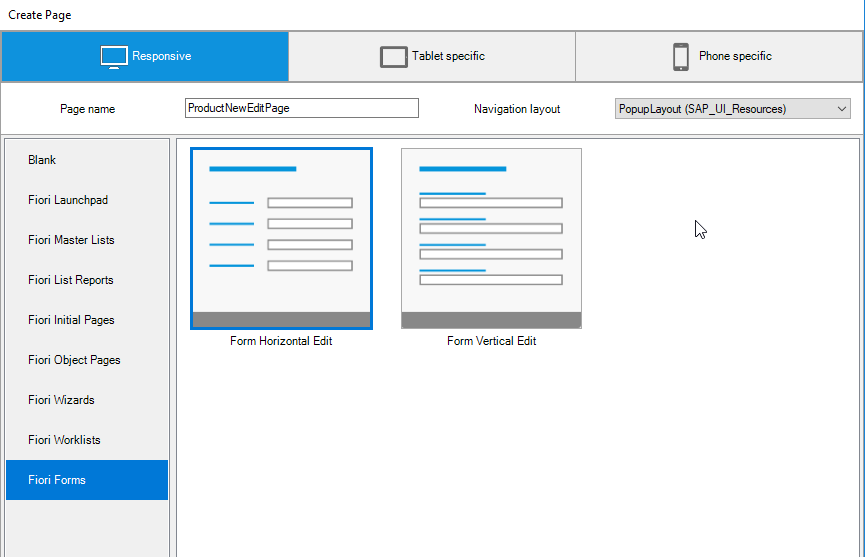 Create Page
Responsive
Tablet specific
Phone specific
Page name
ProductNewEditPage
Navigation layout
PopupLayout (SAP_UI_Resources)
Blank
Fiori Launchpad
Fiori Master Lists
Fiori List Reports
Fiori Initial Pages
Fiori Object Pages
Fiori Wizards
Fiori Worklists
Fiori Forms
Form Horizontal Edit
Form Vertical Edit